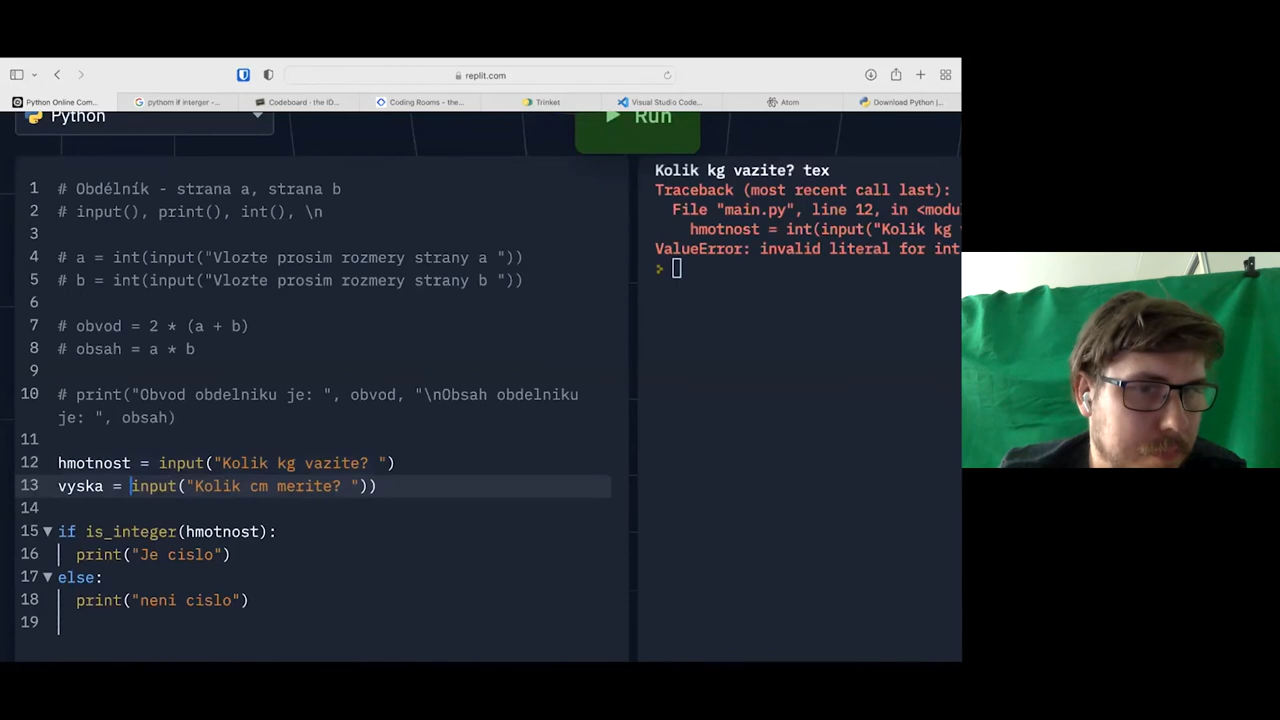 replit.com
Python Online Com...
pythom if interger -...
Codeboard - the ID...
Coding Rooms - the...
Trinket
Visual Studio Code...
Atom
Download Python |...
Python
Run
1 # Obdélník - strana a, strana b
2 # input(), print(), int(), \n
3
4 # a = int(input("Vlozte prosim rozmery strany a "))
5 # b = int(input("Vlozte prosim rozmery strany b "))
6
7 # obvod = 2 * (a + b)
8 # obsah = a * b
9
10 # print("Obvod obdelniku je: ", obvod, "\nObsah obdelniku
je: ", obsah)
11
12 hmotnost = input("Kolik kg vazite? ")
13 vyska = input("Kolik cm merite? "))
14
15 if is_integer(hmotnost):
16 print("Je cislo")
17 else:
18 print("neni cislo")
19
Kolik kg vazite? tex
Traceback (most recent call last):
File "main.py", line 12, in <modu
hmotnost = int(input("Kolik kg
ValueError: invalid literal for int